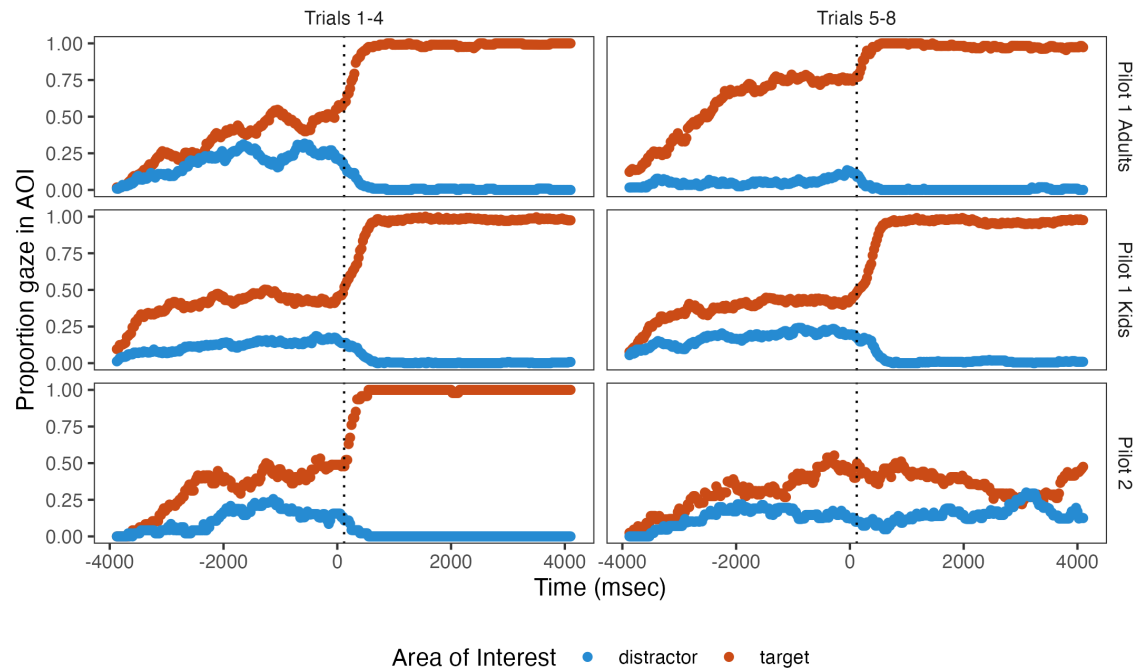 Trials 1-4
Trials 5-8
Proportion gaze in AOI
1.00
0.75
0.50
0.25
0.00
Pilot 1 Adults
1.00
0.75
0.50
0.25
0.00
Pilot 1 Kids
1.00
0.75
0.50
0.25
0.00
Pilot 2
-4000 -2000 0 2000 4000
-4000 -2000 0 2000 4000
Time (msec)
Area of Interest distractor target